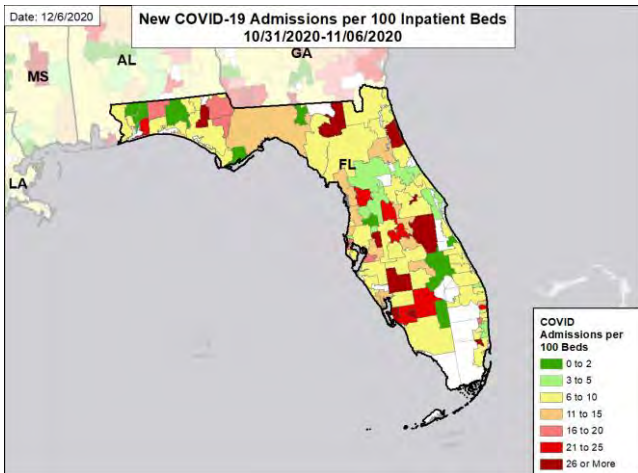 Date: 12/6/2020
New COVID-19 Admissions per 100 Inpatient Beds
10/31/2020-11/06/2020
GA
AL
MS
LA
FL
COVID
Admissions per
100 Beds
0 to 2
3 to 5
6 to 10
11 to 15
16 to 20
21 to 25
26 or More